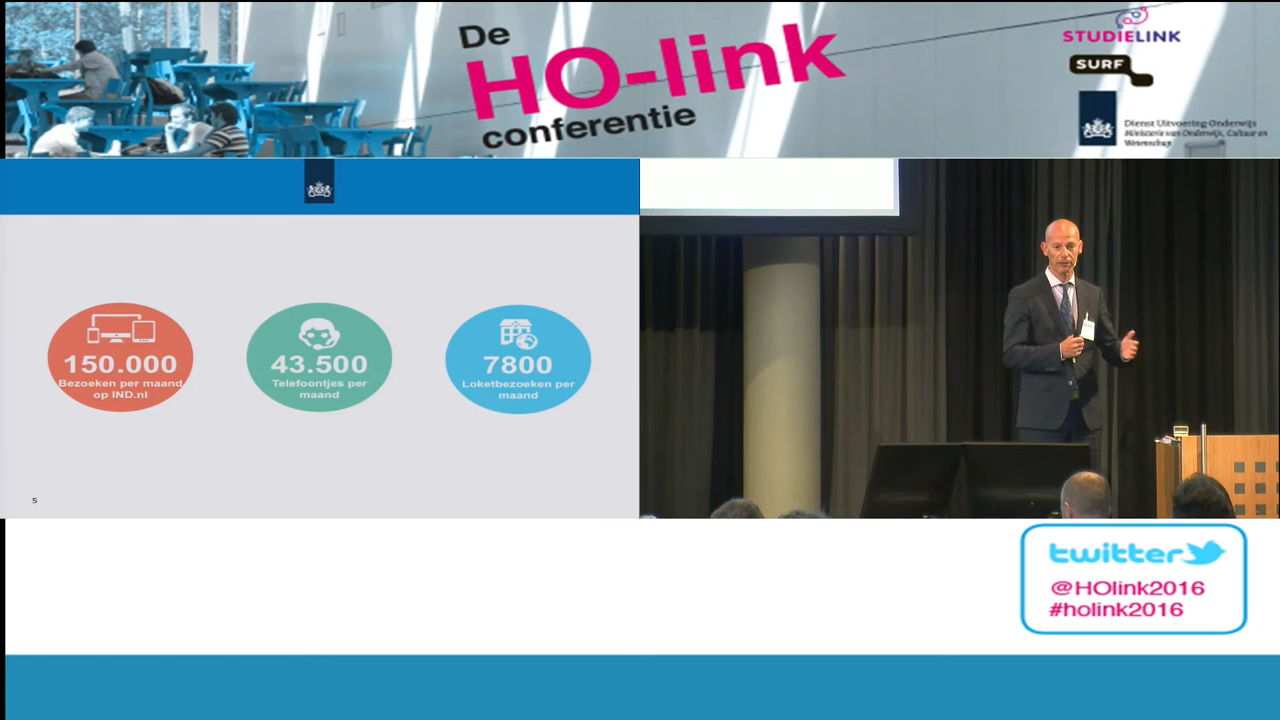 De
HO-link
conferentie
STUDIELINK
SURF
Dienst Uitvoering Onderwijs
Ministerie van Onderwijs, Cultuur en
Wetenschap
150.000
Bezoeken per maand
op IND.nl
43.500
Telefoontjes per
maand
7800
Loketbezoeken per
maand
5
twitter
@HOlink2016
#holink2016